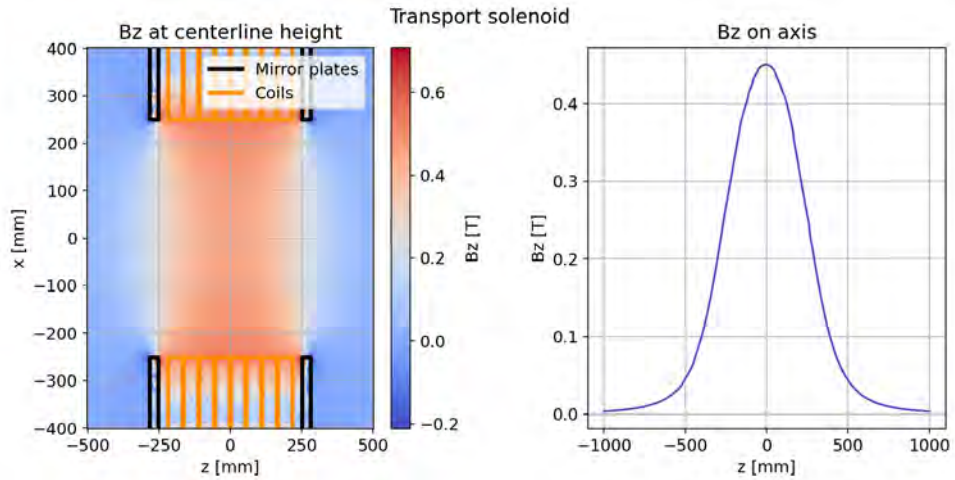 Transport solenoid
Bz at centerline height
Mirror plates
Coils
400
300
200
100
0
−100
−200
−300
−400
x [mm]
−500
−250
0
250
500
z [mm]
0.6
0.4
0.2
0.0
−0.2
Bz [T]
Bz on axis
0.4
0.3
0.2
0.1
0.0
Bz [T]
−1000
−500
0
500
1000
z [mm]